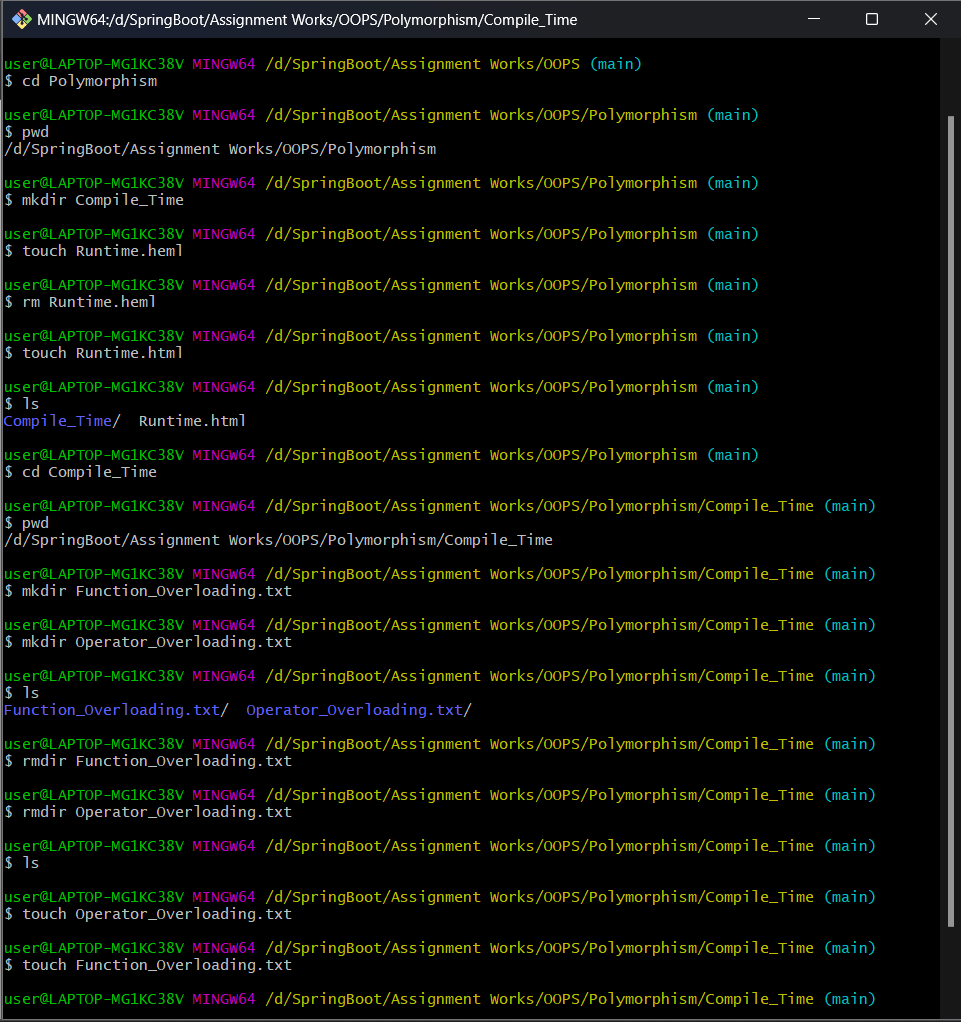 MINGW64:/d/SpringBoot/Assignment Works/OOPS/Polymorphism/Compile_Time
user@LAPTOP-MG1KC38V MINGW64 /d/SpringBoot/Assignment Works/OOPS (main)
$ cd Polymorphism
user@LAPTOP-MG1KC38V MINGW64 /d/SpringBoot/Assignment Works/OOPS/Polymorphism (main)
$ pwd
/d/SpringBoot/Assignment Works/OOPS/Polymorphism
user@LAPTOP-MG1KC38V MINGW64 /d/SpringBoot/Assignment Works/OOPS/Polymorphism (main)
$ mkdir Compile_Time
user@LAPTOP-MG1KC38V MINGW64 /d/SpringBoot/Assignment Works/OOPS/Polymorphism (main)
$ touch Runtime.heml
user@LAPTOP-MG1KC38V MINGW64 /d/SpringBoot/Assignment Works/OOPS/Polymorphism (main)
$ rm Runtime.heml
user@LAPTOP-MG1KC38V MINGW64 /d/SpringBoot/Assignment Works/OOPS/Polymorphism (main)
$ touch Runtime.html
user@LAPTOP-MG1KC38V MINGW64 /d/SpringBoot/Assignment Works/OOPS/Polymorphism (main)
$ ls
Compile_Time/  Runtime.html
user@LAPTOP-MG1KC38V MINGW64 /d/SpringBoot/Assignment Works/OOPS/Polymorphism (main)
$ cd Compile_Time
user@LAPTOP-MG1KC38V MINGW64 /d/SpringBoot/Assignment Works/OOPS/Polymorphism/Compile_Time (main)
$ pwd
/d/SpringBoot/Assignment Works/OOPS/Polymorphism/Compile_Time
user@LAPTOP-MG1KC38V MINGW64 /d/SpringBoot/Assignment Works/OOPS/Polymorphism/Compile_Time (main)
$ mkdir Function_Overloading.txt
user@LAPTOP-MG1KC38V MINGW64 /d/SpringBoot/Assignment Works/OOPS/Polymorphism/Compile_Time (main)
$ mkdir Operator_Overloading.txt
user@LAPTOP-MG1KC38V MINGW64 /d/SpringBoot/Assignment Works/OOPS/Polymorphism/Compile_Time (main)
$ ls
Function_Overloading.txt/  Operator_Overloading.txt/
user@LAPTOP-MG1KC38V MINGW64 /d/SpringBoot/Assignment Works/OOPS/Polymorphism/Compile_Time (main)
$ rmdir Function_Overloading.txt
user@LAPTOP-MG1KC38V MINGW64 /d/SpringBoot/Assignment Works/OOPS/Polymorphism/Compile_Time (main)
$ rmdir Operator_Overloading.txt
user@LAPTOP-MG1KC38V MINGW64 /d/SpringBoot/Assignment Works/OOPS/Polymorphism/Compile_Time (main)
$ ls
user@LAPTOP-MG1KC38V MINGW64 /d/SpringBoot/Assignment Works/OOPS/Polymorphism/Compile_Time (main)
$ touch Operator_Overloading.txt
user@LAPTOP-MG1KC38V MINGW64 /d/SpringBoot/Assignment Works/OOPS/Polymorphism/Compile_Time (main)
$ touch Function_Overloading.txt
user@LAPTOP-MG1KC38V MINGW64 /d/SpringBoot/Assignment Works/OOPS/Polymorphism/Compile_Time (main)